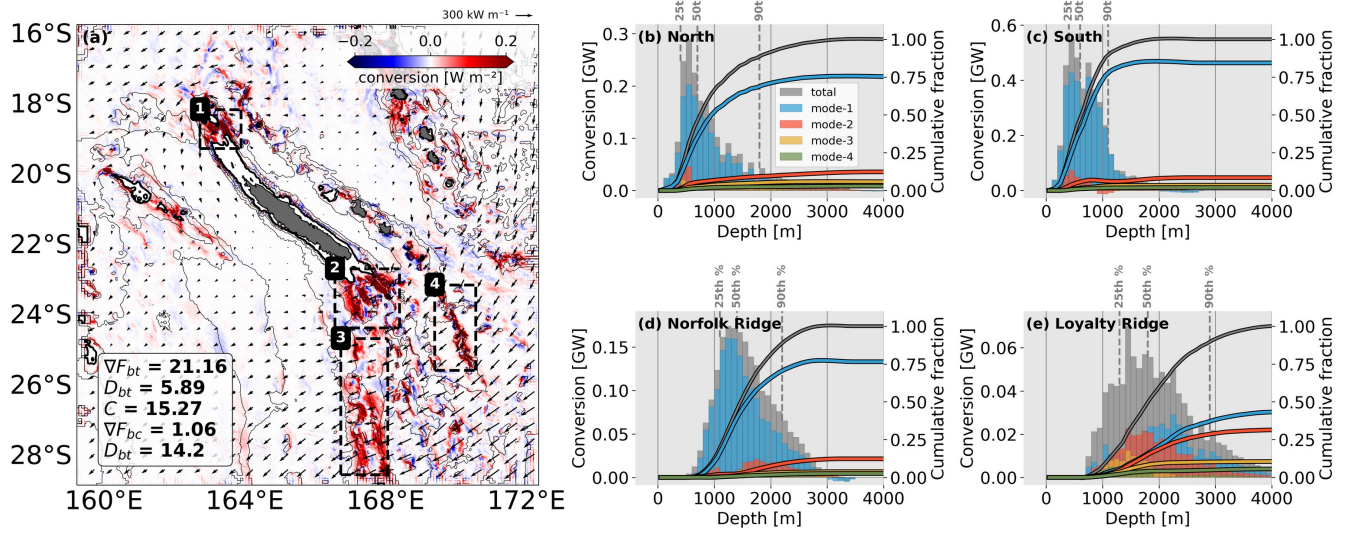 300 kW m⁻¹
(a)
−0.2 0.0 0.2
conversion [W m⁻²]
16°S
18°S
20°S
22°S
24°S
26°S
28°S
1
2
3
4
∇F_bt = 21.16
D_bt = 5.89
C = 15.27
∇F_bc = 1.06
D_bt = 14.2
160°E 164°E 168°E 172°E
25t 50t 90t
(b) North
Conversion [GW]
0.3
0.2
0.1
0.0
total
mode-1
mode-2
mode-3
mode-4
1.00
0.75
0.50
0.25
0.00
Cumulative fraction
0 1000 2000 3000 4000
Depth [m]
25t 50t 90t
(c) South
Conversion [GW]
0.6
0.4
0.2
0.0
1.00
0.75
0.50
0.25
0.00
Cumulative fraction
0 1000 2000 3000 4000
Depth [m]
25th % 50th % 90th %
(d) Norfolk Ridge
Conversion [GW]
0.15
0.10
0.05
0.00
1.00
0.75
0.50
0.25
0.00
Cumulative fraction
0 1000 2000 3000 4000
Depth [m]
25th % 50th % 90th %
(e) Loyalty Ridge
Conversion [GW]
0.06
0.04
0.02
0.00
1.00
0.75
0.50
0.25
0.00
Cumulative fraction
0 1000 2000 3000 4000
Depth [m]